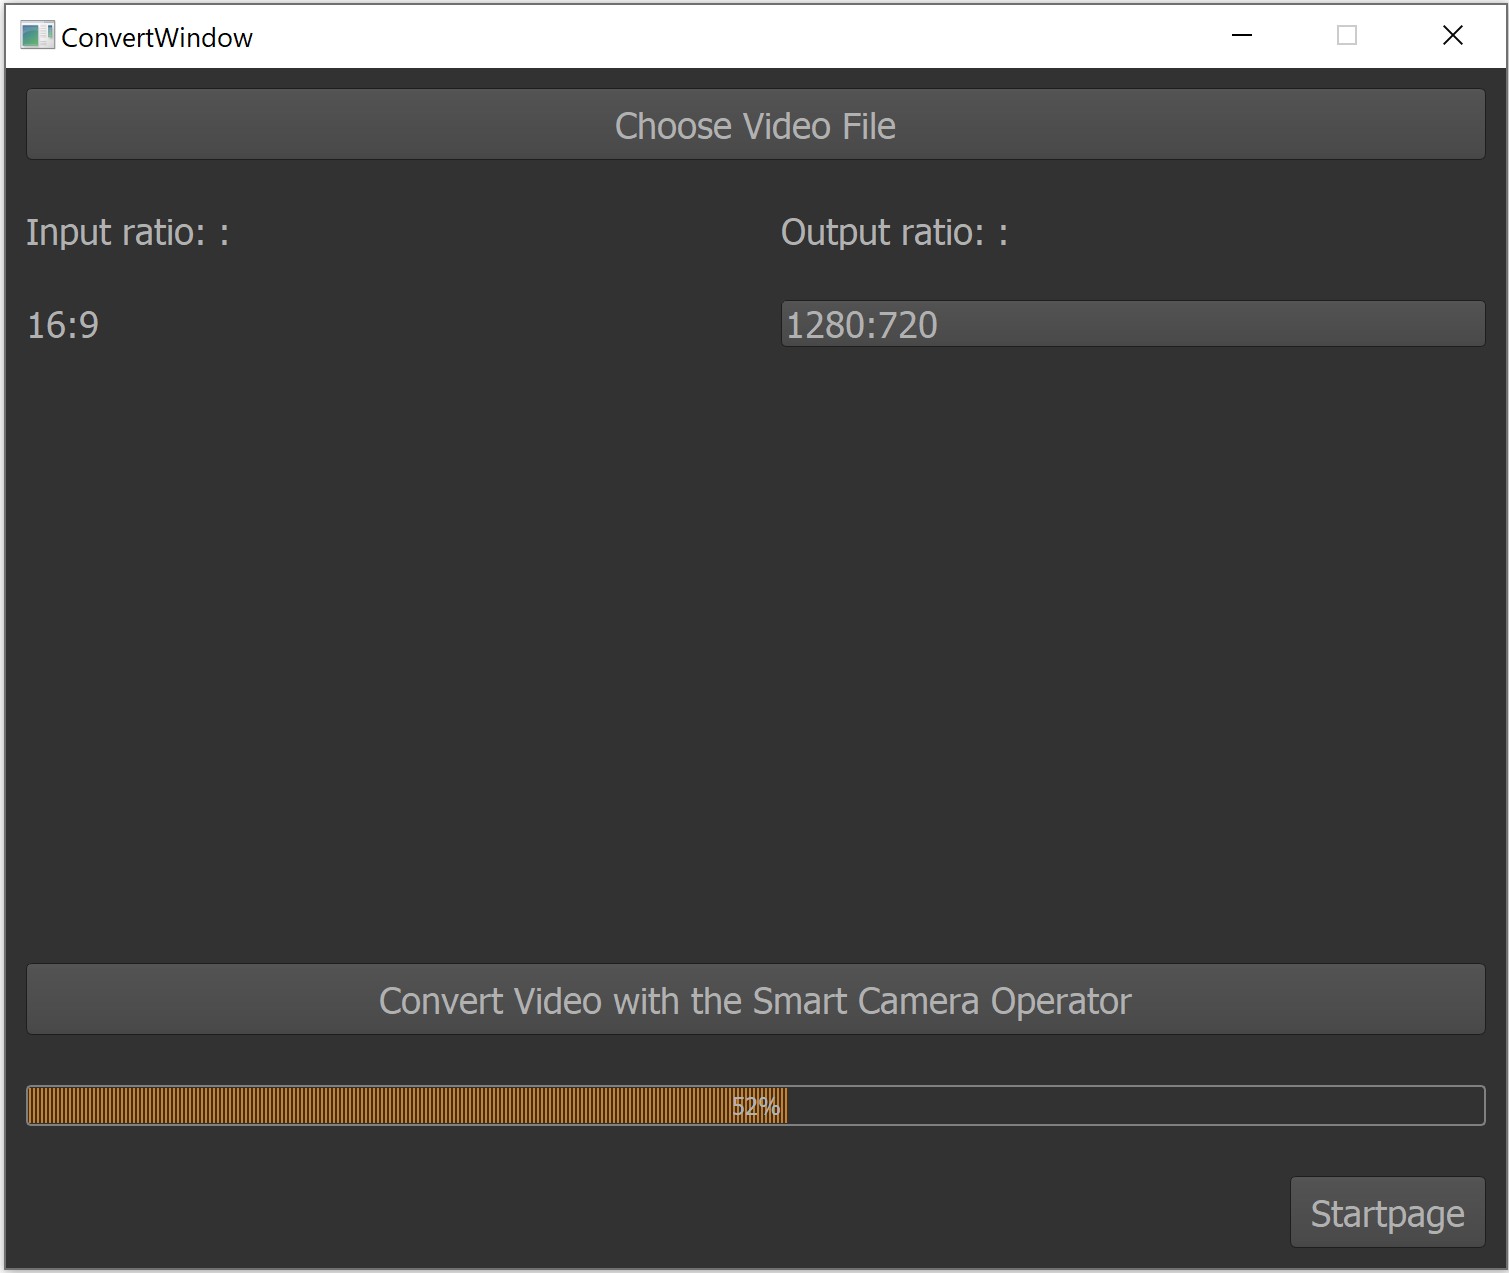 ConvertWindow
Choose Video File
Input ratio: :
Output ratio: :
16:9
1280:720
Convert Video with the Smart Camera Operator
52%
Startpage